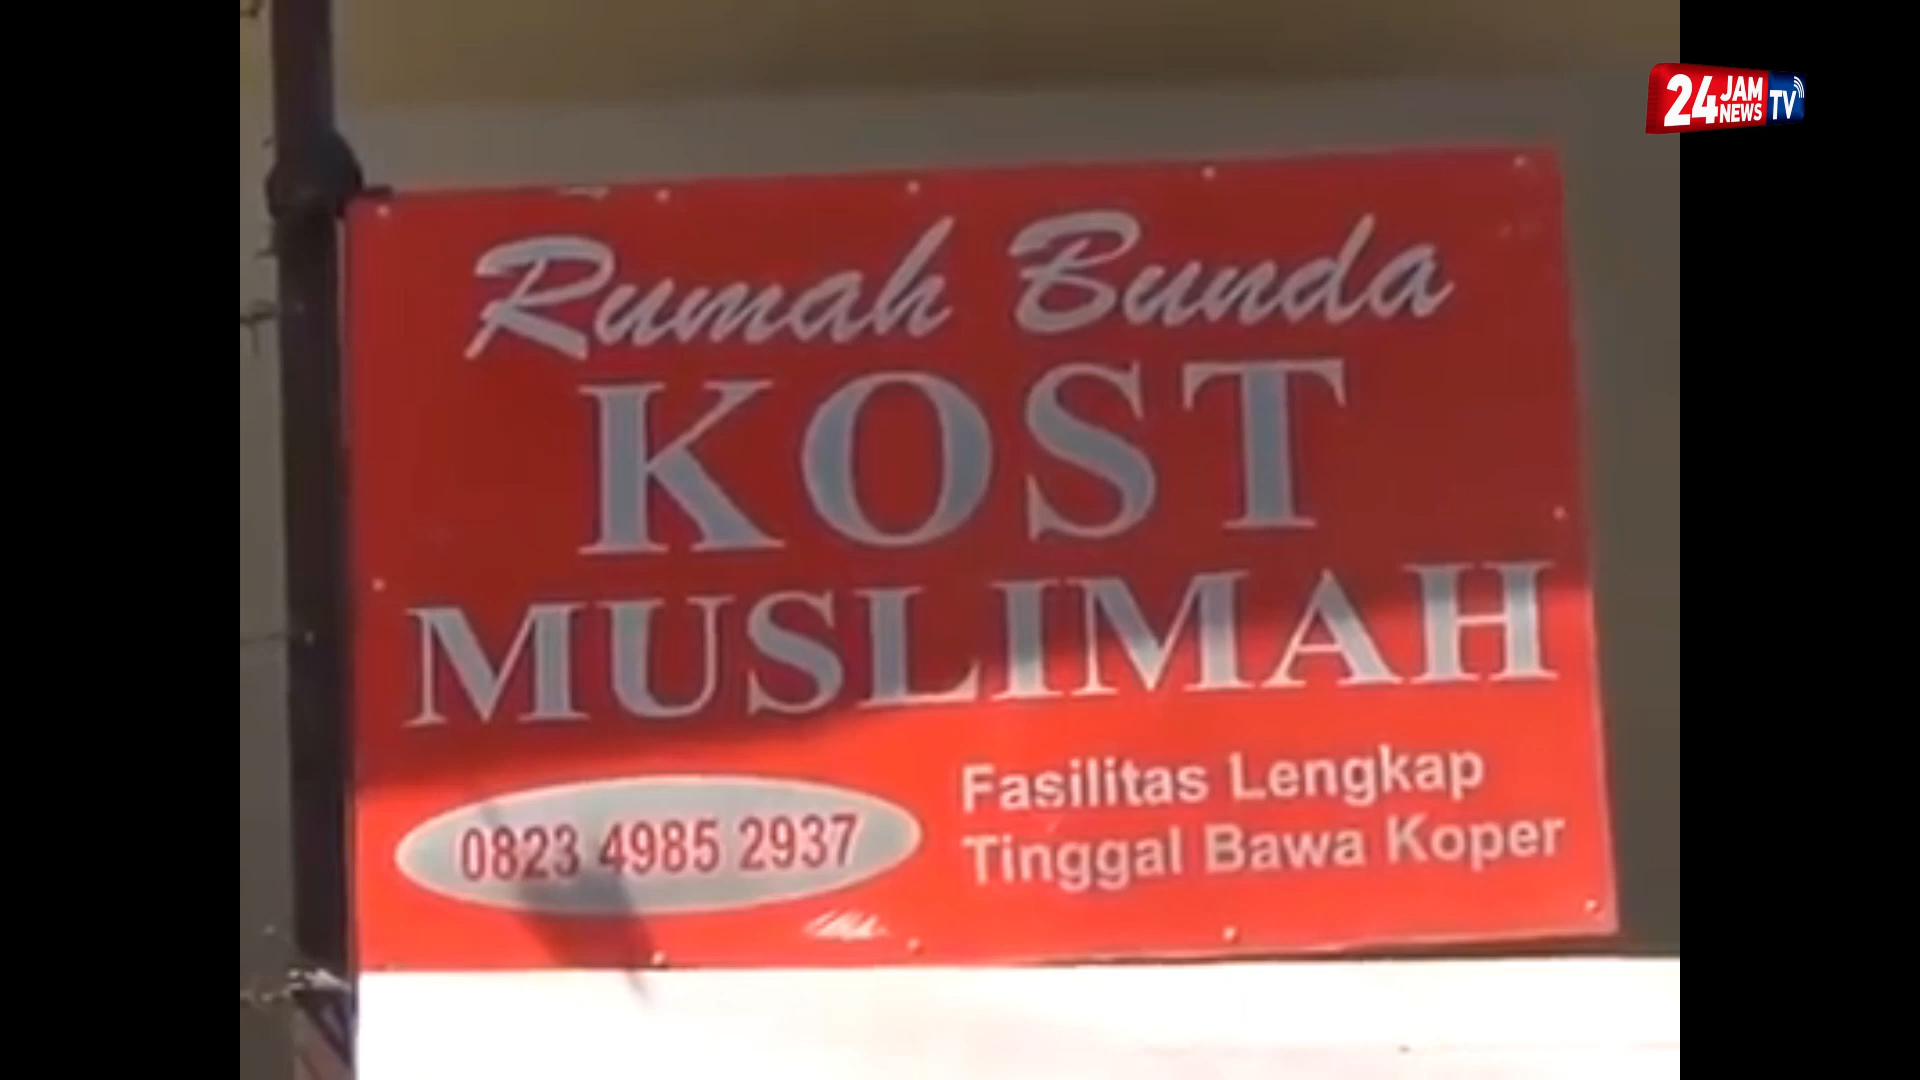 24 JAM NEWS TV
Rumah Bunda
KOST
MUSLIMAH
0823 4985 2937
Fasilitas Lengkap
Tinggal Bawa Koper